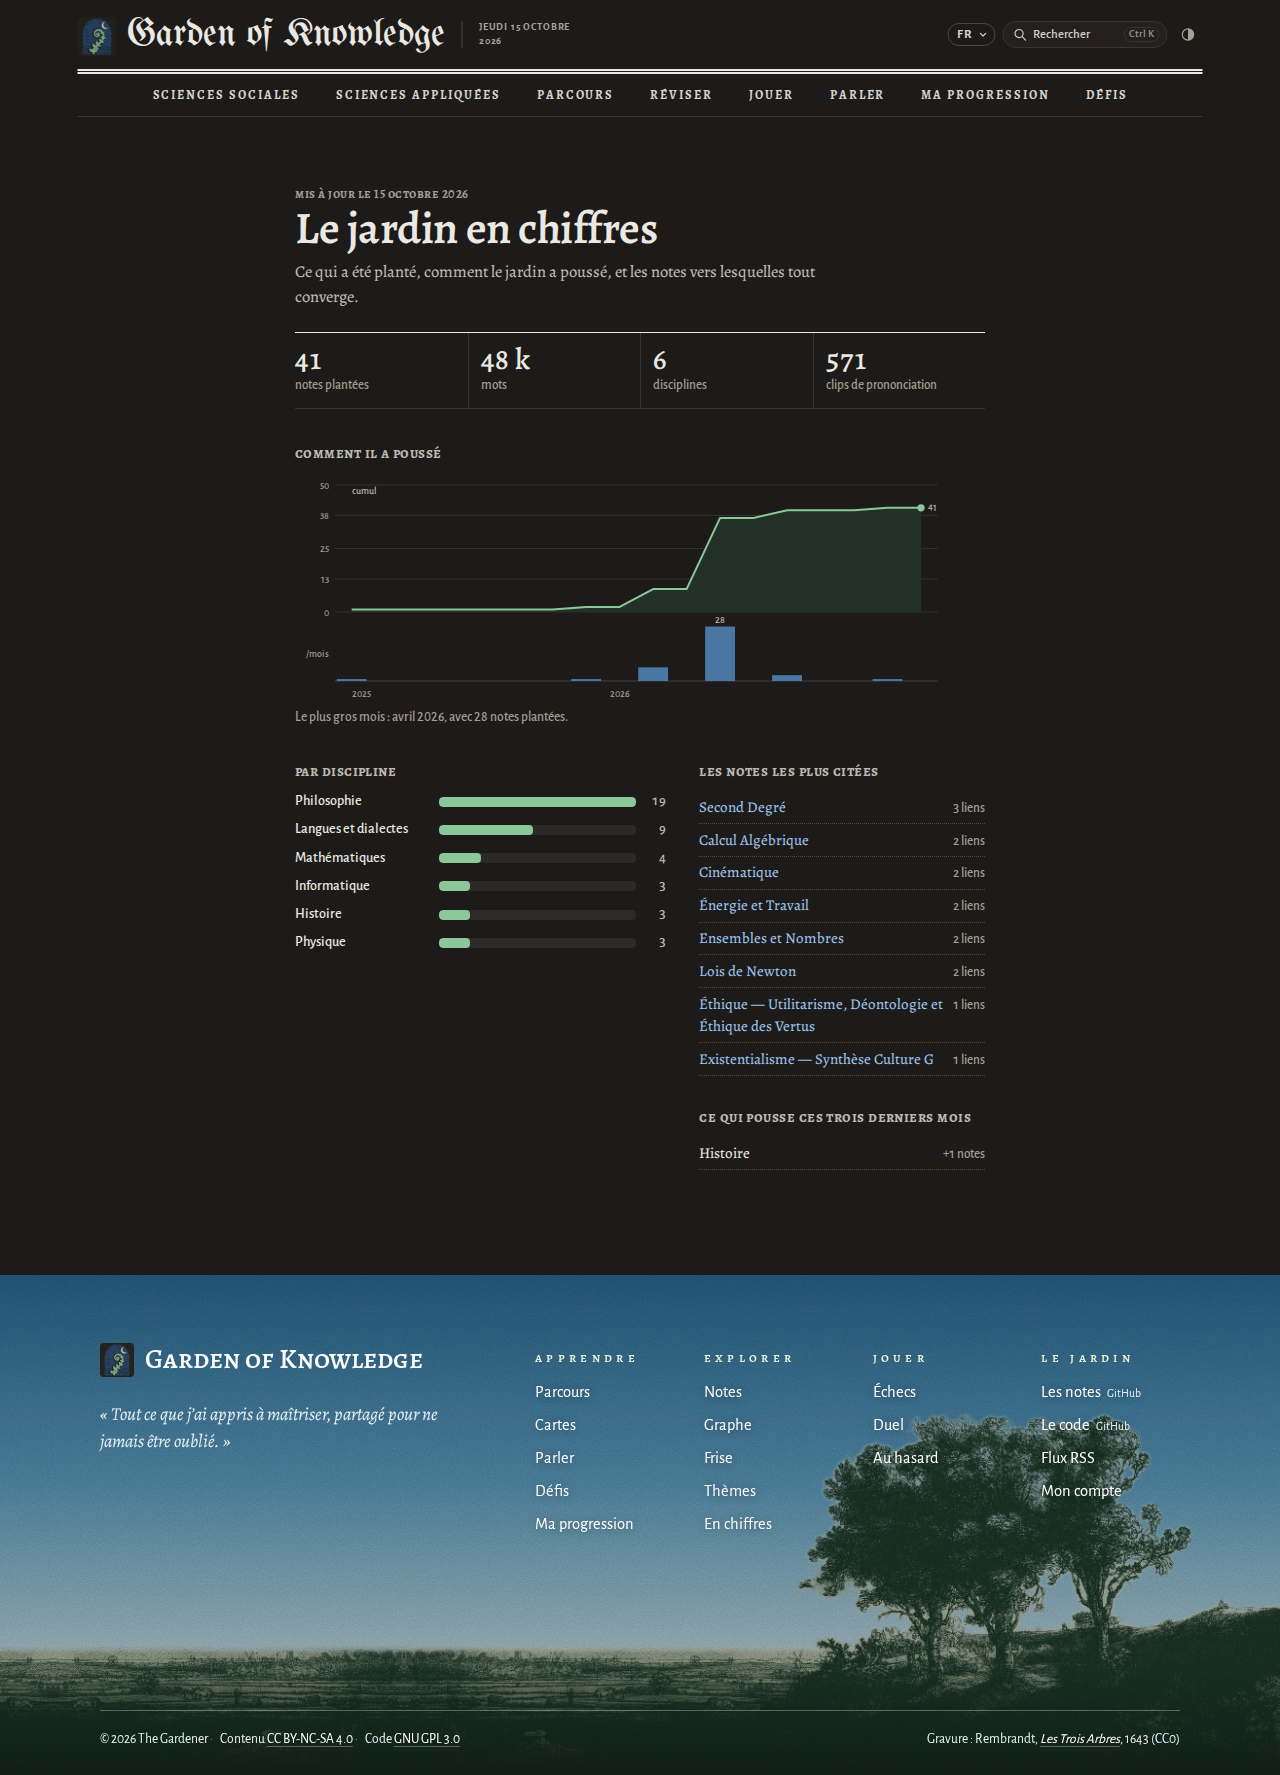 Garden of Knowledge
JEUDI 15 OCTOBRE
2026
FR
Rechercher
Ctrl K
SCIENCES SOCIALES
SCIENCES APPLIQUÉES
PARCOURS
RÉVISER
JOUER
PARLER
MA PROGRESSION
DÉFIS
MIS À JOUR LE 15 OCTOBRE 2026
Le jardin en chiffres
Ce qui a été planté, comment le jardin a poussé, et les notes vers lesquelles tout
converge.
41
notes plantées
48 k
mots
6
disciplines
571
clips de prononciation
COMMENT IL A POUSSÉ
50
cumul
38
25
13
0
41
28
/mois
2025
2026
Le plus gros mois : avril 2026, avec 28 notes plantées.
PAR DISCIPLINE
Philosophie 19
Langues et dialectes 9
Mathématiques 4
Informatique 3
Histoire 3
Physique 3
LES NOTES LES PLUS CITÉES
Second Degré 3 liens
Calcul Algébrique 2 liens
Cinématique 2 liens
Énergie et Travail 2 liens
Ensembles et Nombres 2 liens
Lois de Newton 2 liens
Éthique — Utilitarisme, Déontologie et 1 liens
Éthique des Vertus
Existentialisme — Synthèse Culture G 1 liens
CE QUI POUSSE CES TROIS DERNIERS MOIS
Histoire +1 notes
GARDEN OF KNOWLEDGE
« Tout ce que j’ai appris à maîtriser, partagé pour ne
jamais être oublié. »
APPRENDRE
Parcours
Cartes
Parler
Défis
Ma progression
EXPLORER
Notes
Graphe
Frise
Thèmes
En chiffres
JOUER
Échecs
Duel
Au hasard
LE JARDIN
Les notes GitHub
Le code GitHub
Flux RSS
Mon compte
© 2026 The Gardener · Contenu CC BY-NC-SA 4.0 · Code GNU GPL 3.0
Gravure : Rembrandt, Les Trois Arbres, 1643 (CC0)